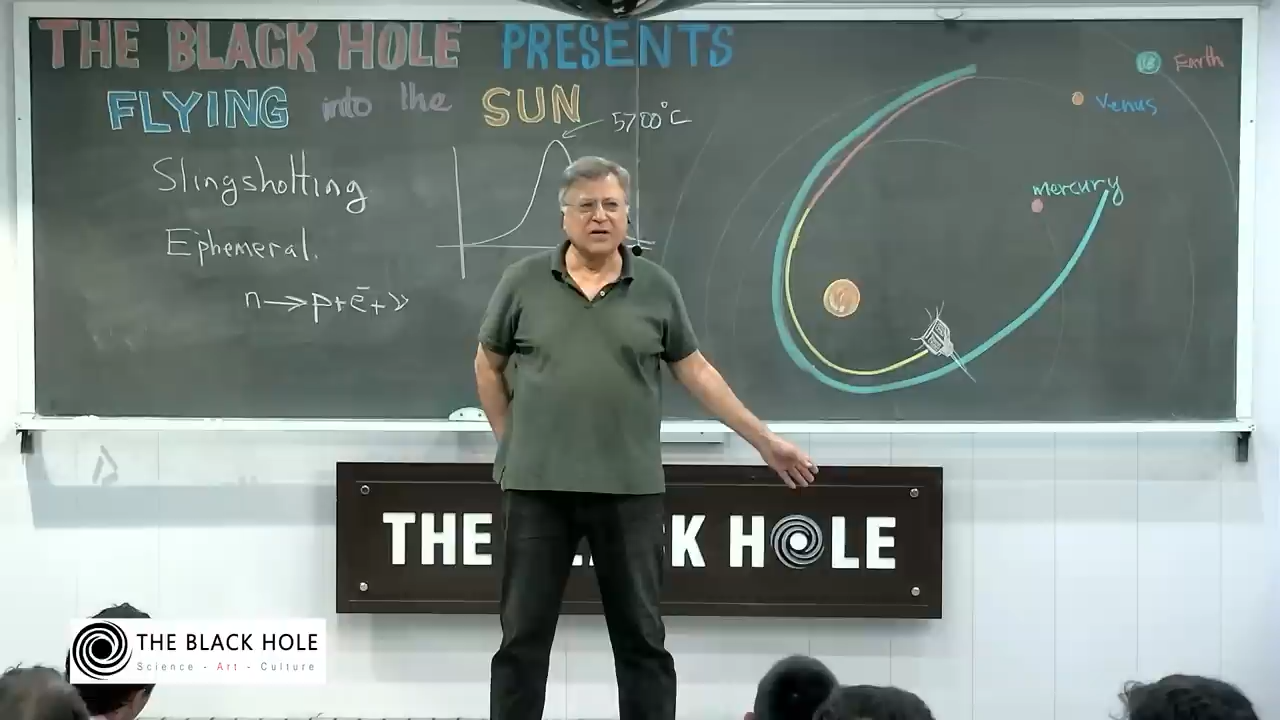 THE BLACK HOLE PRESENTS
FLYING into the SUN
5700°C
Slingshotting
Ephemeral.
n→p+e⁻+ν
Earth
Venus
mercury
THE BLACK HOLE
THE BLACK HOLE
Science - Art - Culture